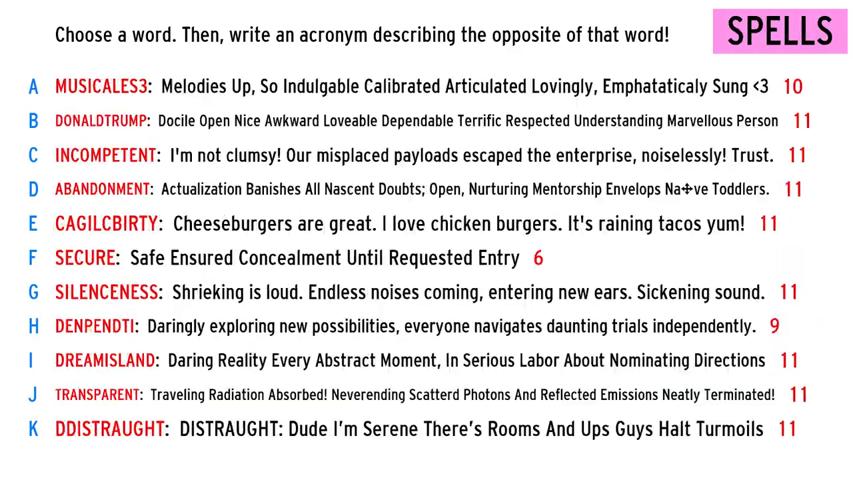 Choose a word. Then, write an acronym describing the opposite of that word!
SPELLS
A MUSICALES3: Melodies Up, So Indulgable Calibrated Articulated Lovingly, Emphataticaly Sung <3 10
B DONALDTRUMP: Docile Open Nice Awkward Loveable Dependable Terrific Respected Understanding Marvellous Person 11
C INCOMPETENT: I'm not clumsy! Our misplaced payloads escaped the enterprise, noiselessly! Trust. 11
D ABANDONMENT: Actualization Banishes All Nascent Doubts; Open, Nurturing Mentorship Envelops Na✢ve Toddlers. 11
E CAGILCBIRTY: Cheeseburgers are great. I love chicken burgers. It's raining tacos yum! 11
F SECURE: Safe Ensured Concealment Until Requested Entry 6
G SILENCENESS: Shrieking is loud. Endless noises coming, entering new ears. Sickening sound. 11
H DENPENDTI: Daringly exploring new possibilities, everyone navigates daunting trials independently. 9
I DREAMISLAND: Daring Reality Every Abstract Moment, In Serious Labor About Nominating Directions 11
J TRANSPARENT: Traveling Radiation Absorbed! Neverending Scatterd Photons And Reflected Emissions Neatly Terminated! 11
K DDISTRAUGHT: DISTRAUGHT: Dude I'm Serene There's Rooms And Ups Guys Halt Turmoils 11